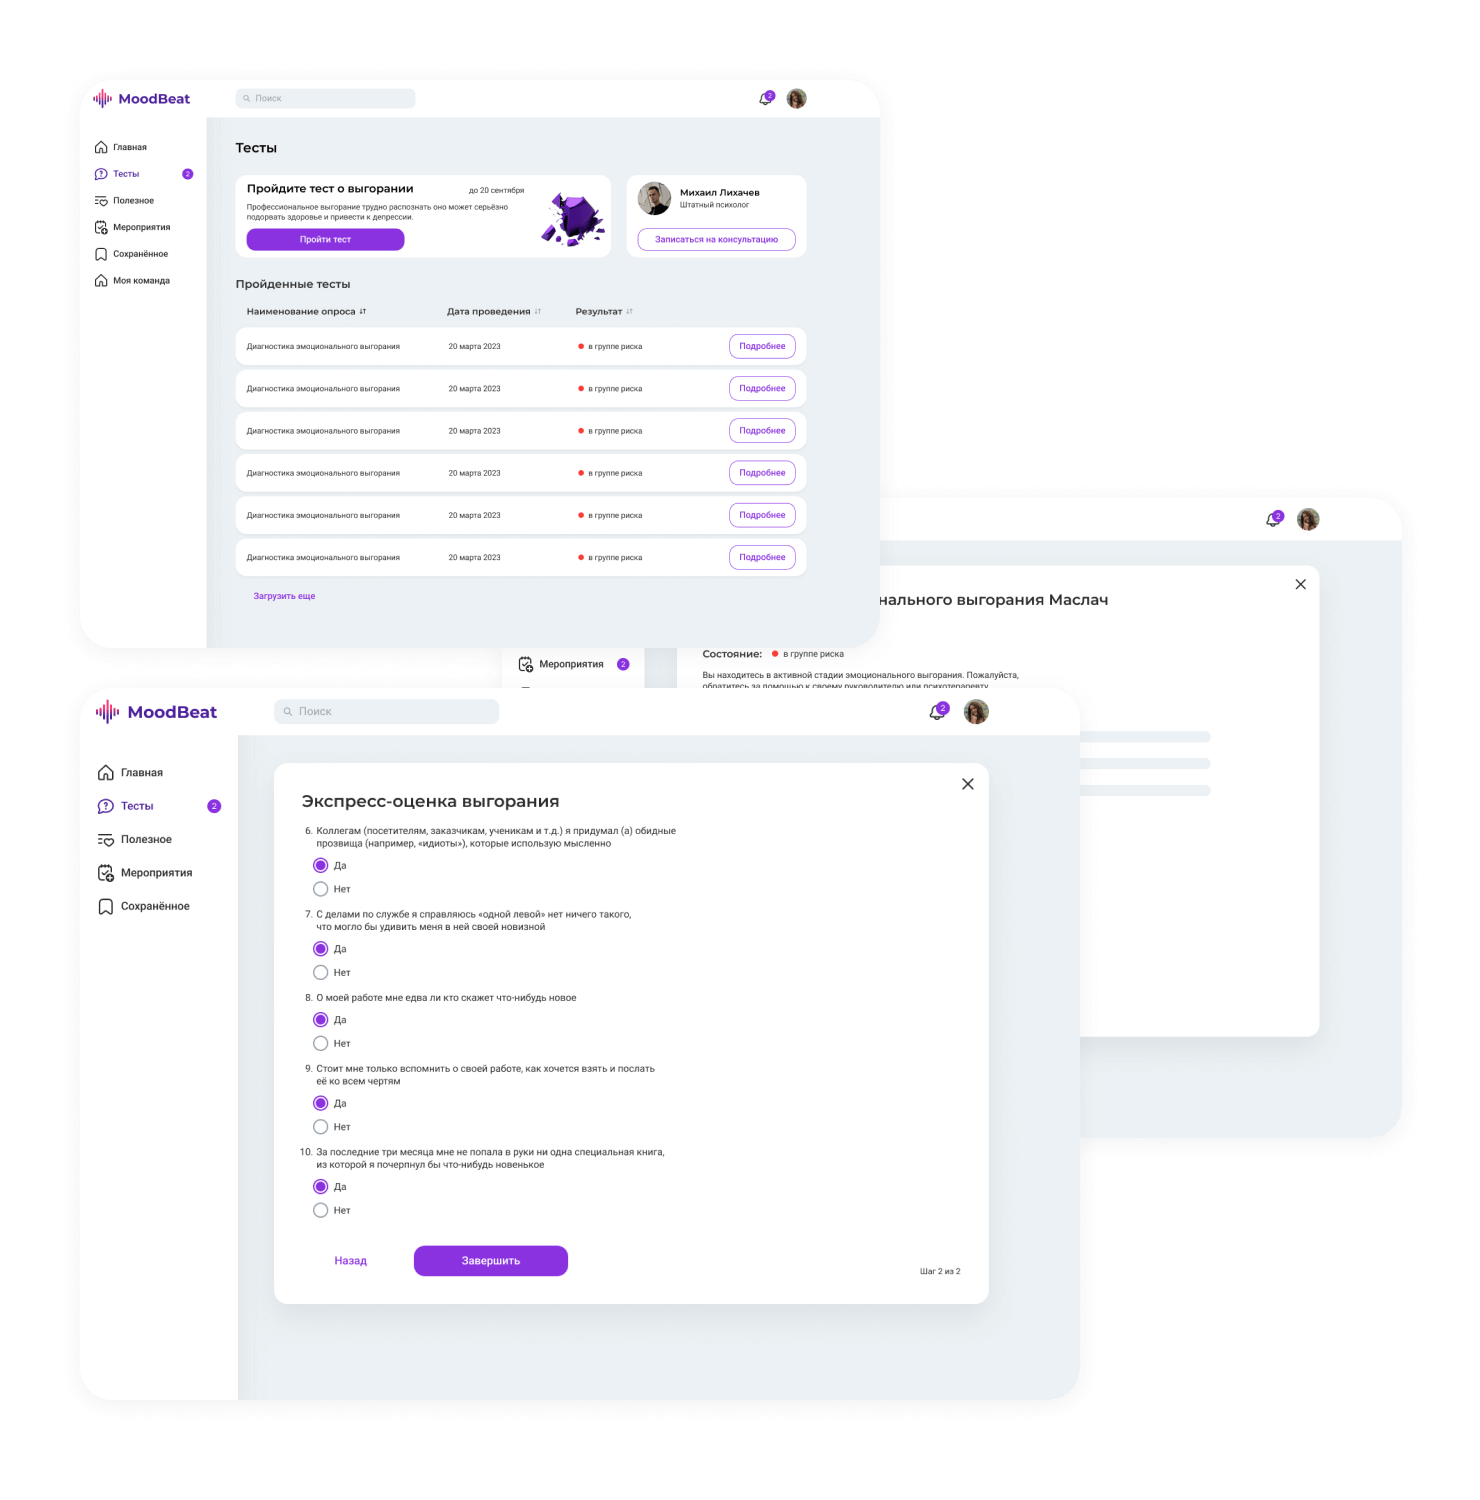 MoodBeat
Поиск
2
Главная
Тесты
2
Полезное
Мероприятия
Сохранённое
Моя команда
Тесты
Пройдите тест о выгорании
до 20 сентября
Профессиональное выгорание трудно распознать оно может серьёзно
подорвать здоровье и привести к депрессии.
Пройти тест
Михаил Лихачев
Штатный психолог
Записаться на консультацию
Пройденные тесты
Наименование опроса
Дата проведения
Результат
Диагностика эмоционального выгорания 20 марта 2023 в группе риска Подробнее
Диагностика эмоционального выгорания 20 марта 2023 в группе риска Подробнее
Диагностика эмоционального выгорания 20 марта 2023 в группе риска Подробнее
Диагностика эмоционального выгорания 20 марта 2023 в группе риска Подробнее
Диагностика эмоционального выгорания 20 марта 2023 в группе риска Подробнее
Диагностика эмоционального выгорания 20 марта 2023 в группе риска Подробнее
Загрузить еще
2
нального выгорания Маслач
Мероприятия
2
Состояние: в группе риска
Вы находитесь в активной стадии эмоционального выгорания. Пожалуйста,
обратитесь за помощью к своему руководителю или психотерапевту
MoodBeat
Поиск
2
Главная
Тесты
2
Полезное
Мероприятия
Сохранённое
Экспресс-оценка выгорания
6. Коллегам (посетителям, заказчикам, ученикам и т.д.) я придумал (а) обидные
прозвища (например, «идиоты»), которые использую мысленно
Да
Нет
7. С делами по службе я справляюсь «одной левой» нет ничего такого,
что могло бы удивить меня в ней своей новизной
Да
Нет
8. О моей работе мне едва ли кто скажет что-нибудь новое
Да
Нет
9. Стоит мне только вспомнить о своей работе, как хочется взять и послать
её ко всем чертям
Да
Нет
10. За последние три месяца мне не попала в руки ни одна специальная книга,
из которой я почерпнул бы что-нибудь новенькое
Да
Нет
Назад
Завершить
Шаг 2 из 2